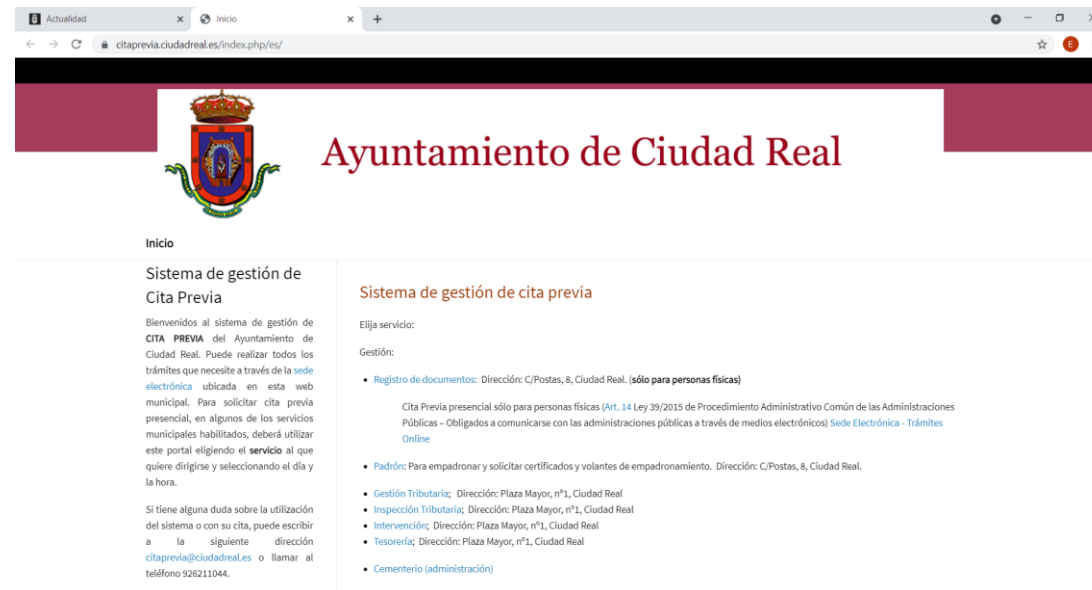 Actualidad
Inicio
citaprevia.ciudadreal.es/index.php/es/
E
Ayuntamiento de Ciudad Real
Inicio
Sistema de gestión de
Cita Previa
Bienvenidos al sistema de gestión de
CITA PREVIA del Ayuntamiento de
Ciudad Real. Puede realizar todos los
trámites que necesite a través de la sede
electrónica ubicada en esta web
municipal. Para solicitar cita previa
presencial, en algunos de los servicios
municipales habilitados, deberá utilizar
este portal eligiendo el servicio al que
quiere dirigirse y seleccionando el día y
la hora.
Si tiene alguna duda sobre la utilización
del sistema o con su cita, puede escribir
a la siguiente dirección
citaprevia@ciudadreal.es o llamar al
teléfono 926211044.
Sistema de gestión de cita previa
Elija servicio:
Gestión:
• Registro de documentos: Dirección: C/Postas, 8, Ciudad Real. (sólo para personas físicas)
Cita Previa presencial sólo para personas físicas (Art. 14 Ley 39/2015 de Procedimiento Administrativo Común de las Administraciones
Públicas – Obligados a comunicarse con las administraciones públicas a través de medios electrónicos) Sede Electrónica - Trámites
Online
• Padrón: Para empadronar y solicitar certificados y volantes de empadronamiento. Dirección: C/Postas, 8, Ciudad Real.
• Gestión Tributaria; Dirección: Plaza Mayor, nº1, Ciudad Real
• Inspección Tributaria; Dirección: Plaza Mayor, nº1, Ciudad Real
• Intervención; Dirección: Plaza Mayor, nº1, Ciudad Real
• Tesorería; Dirección: Plaza Mayor, nº1, Ciudad Real
• Cementerio (administración)